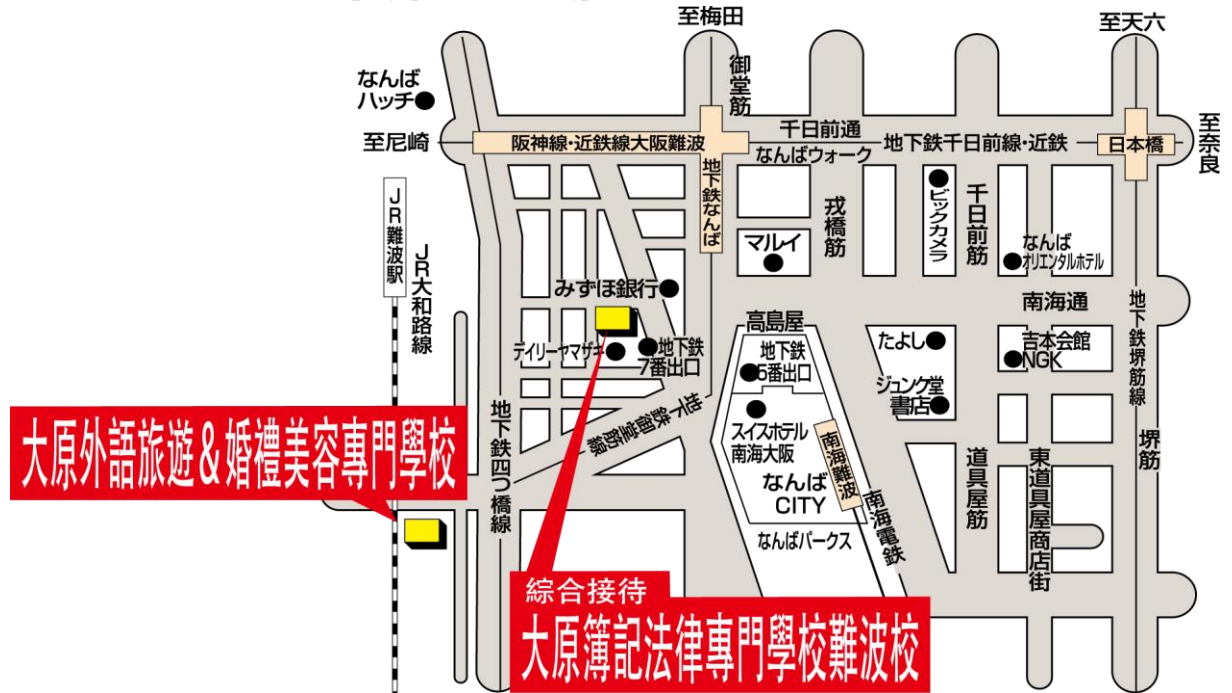 至梅田
至天六
なんば
ハッチ
御堂筋
至尼崎
阪神線・近鉄線大阪難波
千日前通
なんばウォーク
地下鉄千日前線・近鉄
日本橋
至奈良
地下鉄なんば
JR難波駅
JR大和路線
戎橋筋
ビックカメラ
千日前筋
マルイ
なんば
オリエンタルホテル
みずほ銀行
南海通
地下鉄堺筋線
高島屋
デイリーヤマザキ
地下鉄
7番出口
地下鉄
5番出口
たよし
吉本会館
NGK
ジュンク堂
書店
地下鉄御堂筋線
スイスホテル
南海大阪
南海難波
なんば
CITY
大原外語旅遊&婚禮美容專門學校
地下鉄四つ橋線
道具屋筋
東道具屋商店街
堺筋
南海電鉄
なんばパークス
綜合接待
大原簿記法律專門學校難波校